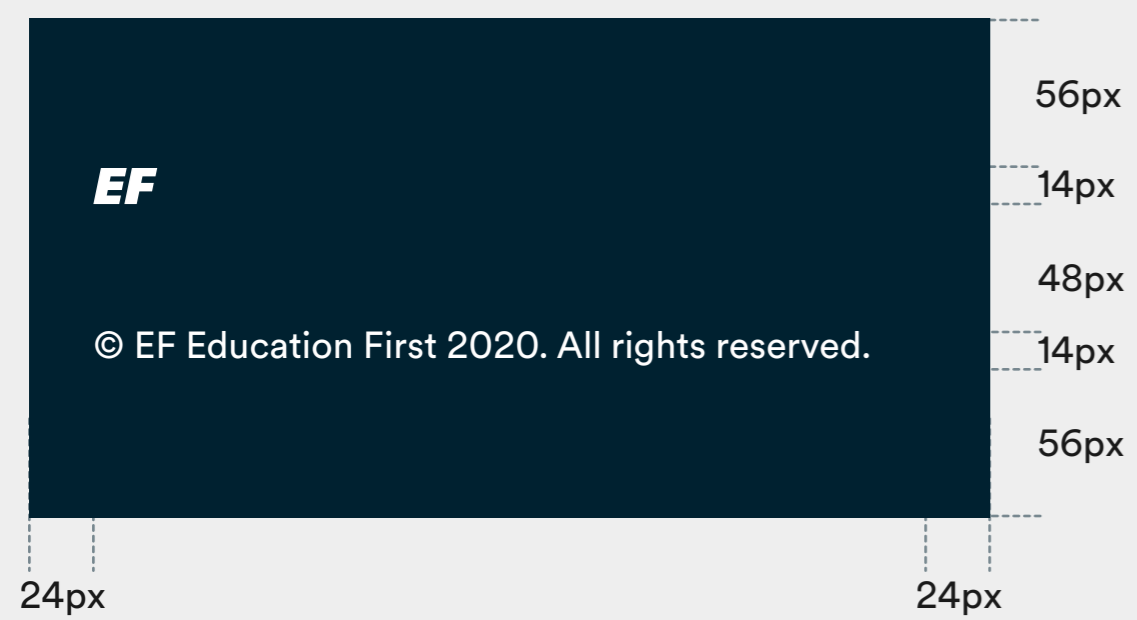 56px
EF
14px
48px
© EF Education First 2020. All rights reserved.
14px
56px
24px
24px